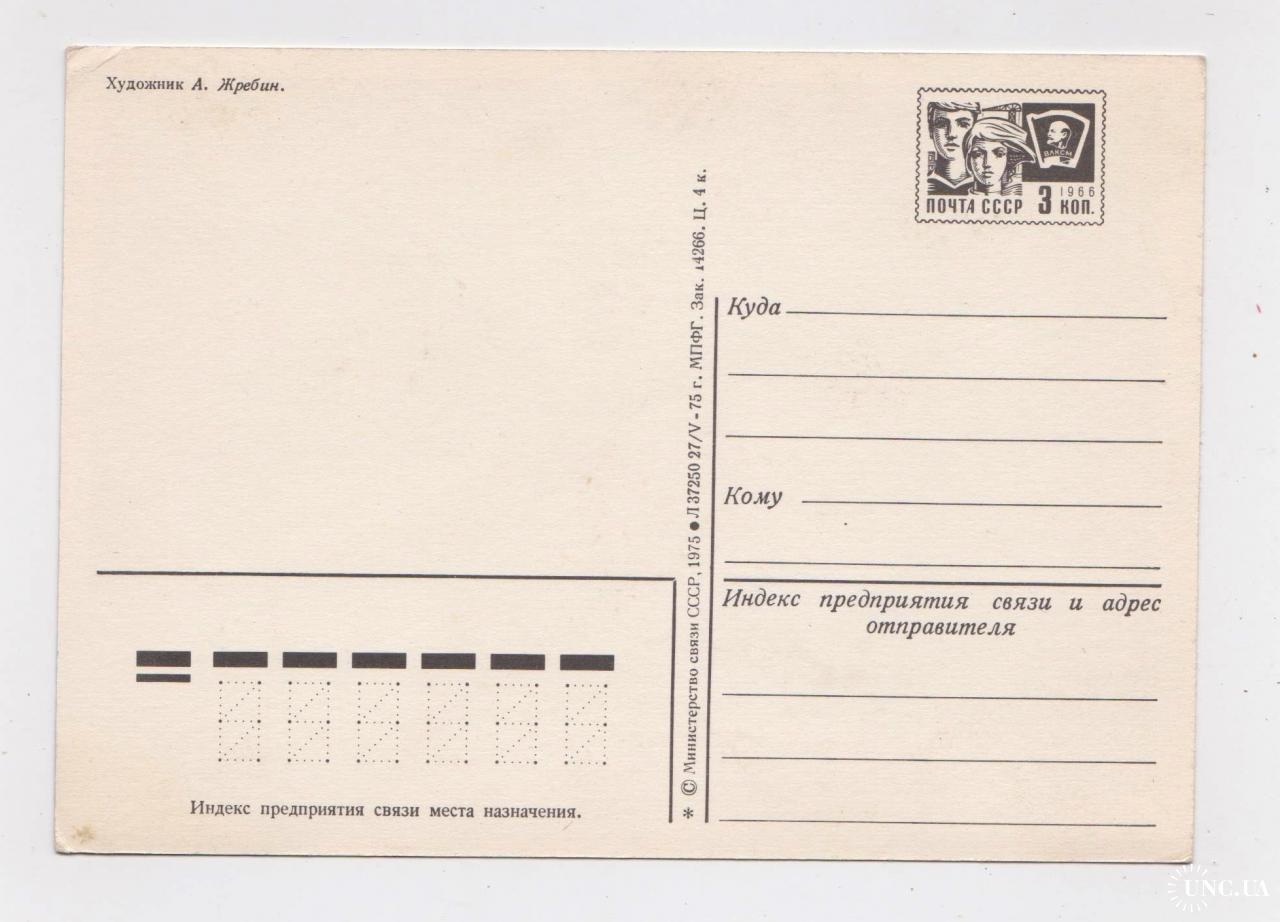 Художник А. Жребин.
ВЛКСМ
1966
ПОЧТА СССР 3 КОП.
* © Министерство связи СССР, 1975 ● Л 37250 27/V - 75 г. МПФГ. Зак. 14266. Ц. 4 к.
Куда
Кому
Индекс предприятия связи и адрес
отправителя
Индекс предприятия связи места назначения.
UNC.UA